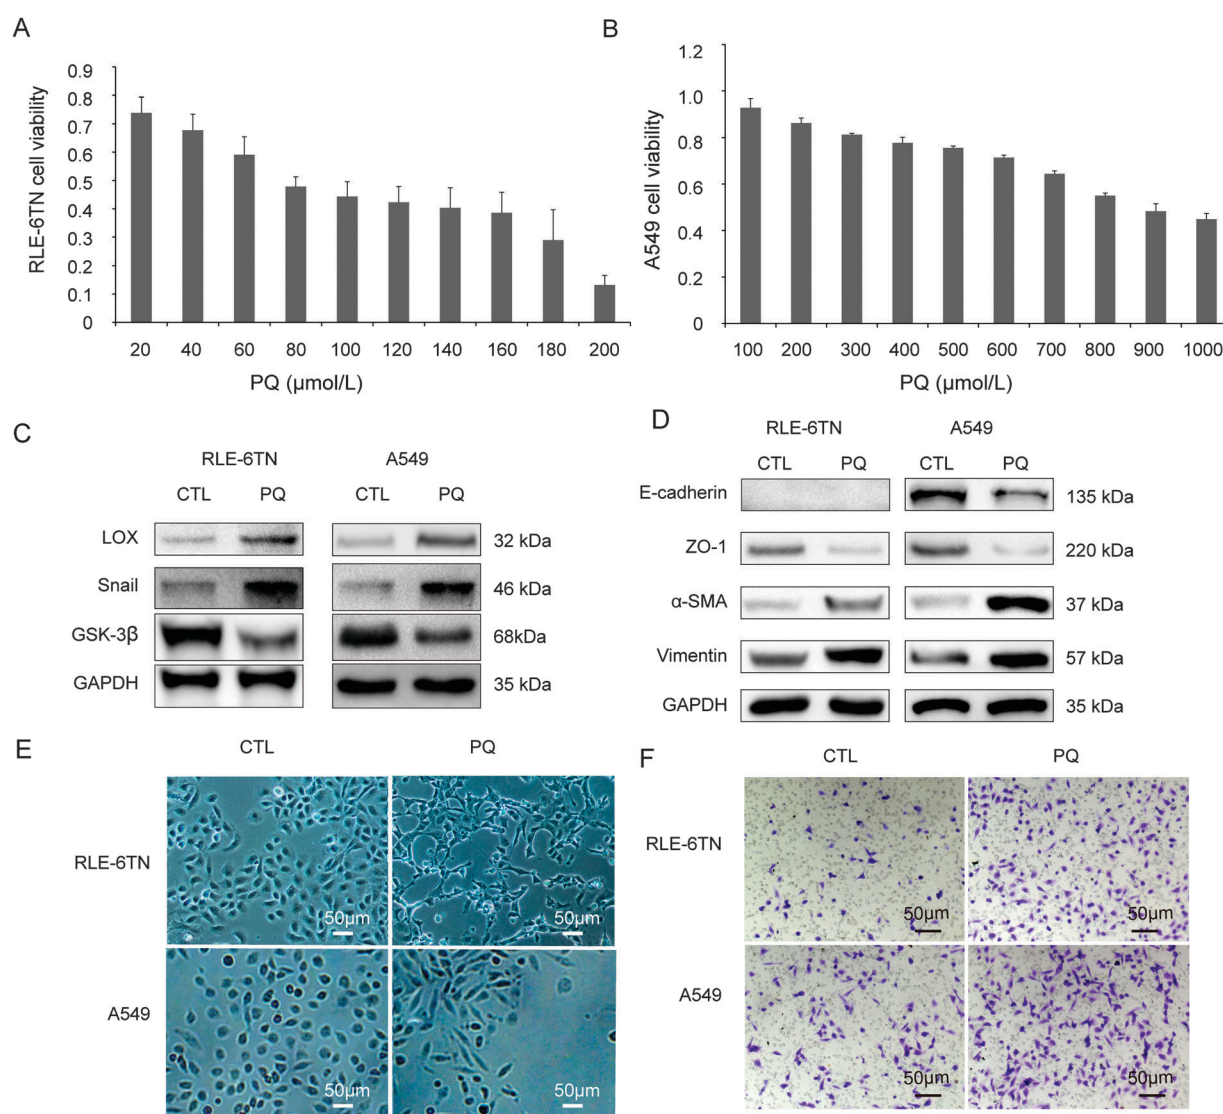 A
0.9
0.8
0.7
0.6
0.5
0.4
0.3
0.2
0.1
0
RLE-6TN cell viability
20 40 60 80 100 120 140 160 180 200
PQ (µmol/L)
B
1.2
1.0
0.8
0.6
0.4
0.2
0
A549 cell viability
100 200 300 400 500 600 700 800 900 1000
PQ (µmol/L)
C
RLE-6TN A549
CTL PQ CTL PQ
LOX 32 kDa
Snail 46 kDa
GSK-3β 68kDa
GAPDH 35 kDa
D
RLE-6TN A549
CTL PQ CTL PQ
E-cadherin 135 kDa
ZO-1 220 kDa
α-SMA 37 kDa
Vimentin 57 kDa
GAPDH 35 kDa
E
CTL PQ
RLE-6TN
50µm 50µm
A549
50µm 50µm
F
CTL PQ
RLE-6TN
50µm 50µm
A549
50µm 50µm